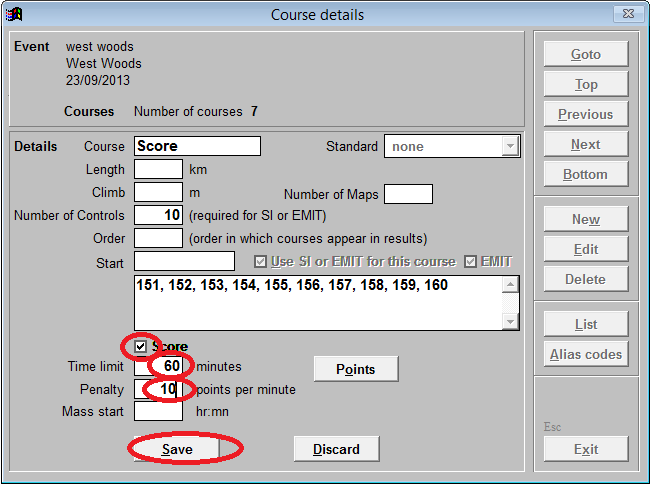 Course details
Event west woods
West Woods
23/09/2013
Courses Number of courses 7
Details Course Score Standard none
Length km
Climb m Number of Maps
Number of Controls 10 (required for SI or EMIT)
Order (order in which courses appear in results)
Start Use SI or EMIT for this course EMIT
151, 152, 153, 154, 155, 156, 157, 158, 159, 160
Score
Time limit 60 minutes Points
Penalty 10 points per minute
Mass start hr:mn
Save Discard
Goto
Top
Previous
Next
Bottom
New
Edit
Delete
List
Alias codes
Esc
Exit